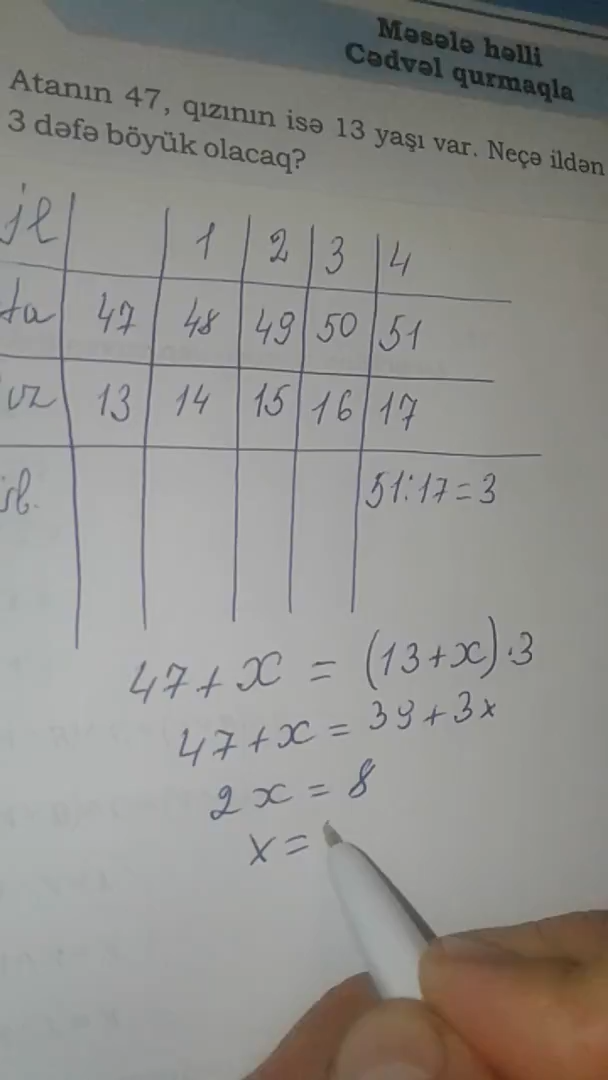 Məsələ həlli
Cədvəl qurmaqla
Atanın 47, qızının isə 13 yaşı var. Neçə ildən
3 dəfə böyük olacaq?
il 1 2 3 4
ta 47 48 49 50 51
ız 13 14 15 16 17
51:17=3
47+x = (13+x)·3
47+x = 39+3x
2x = 8
x =